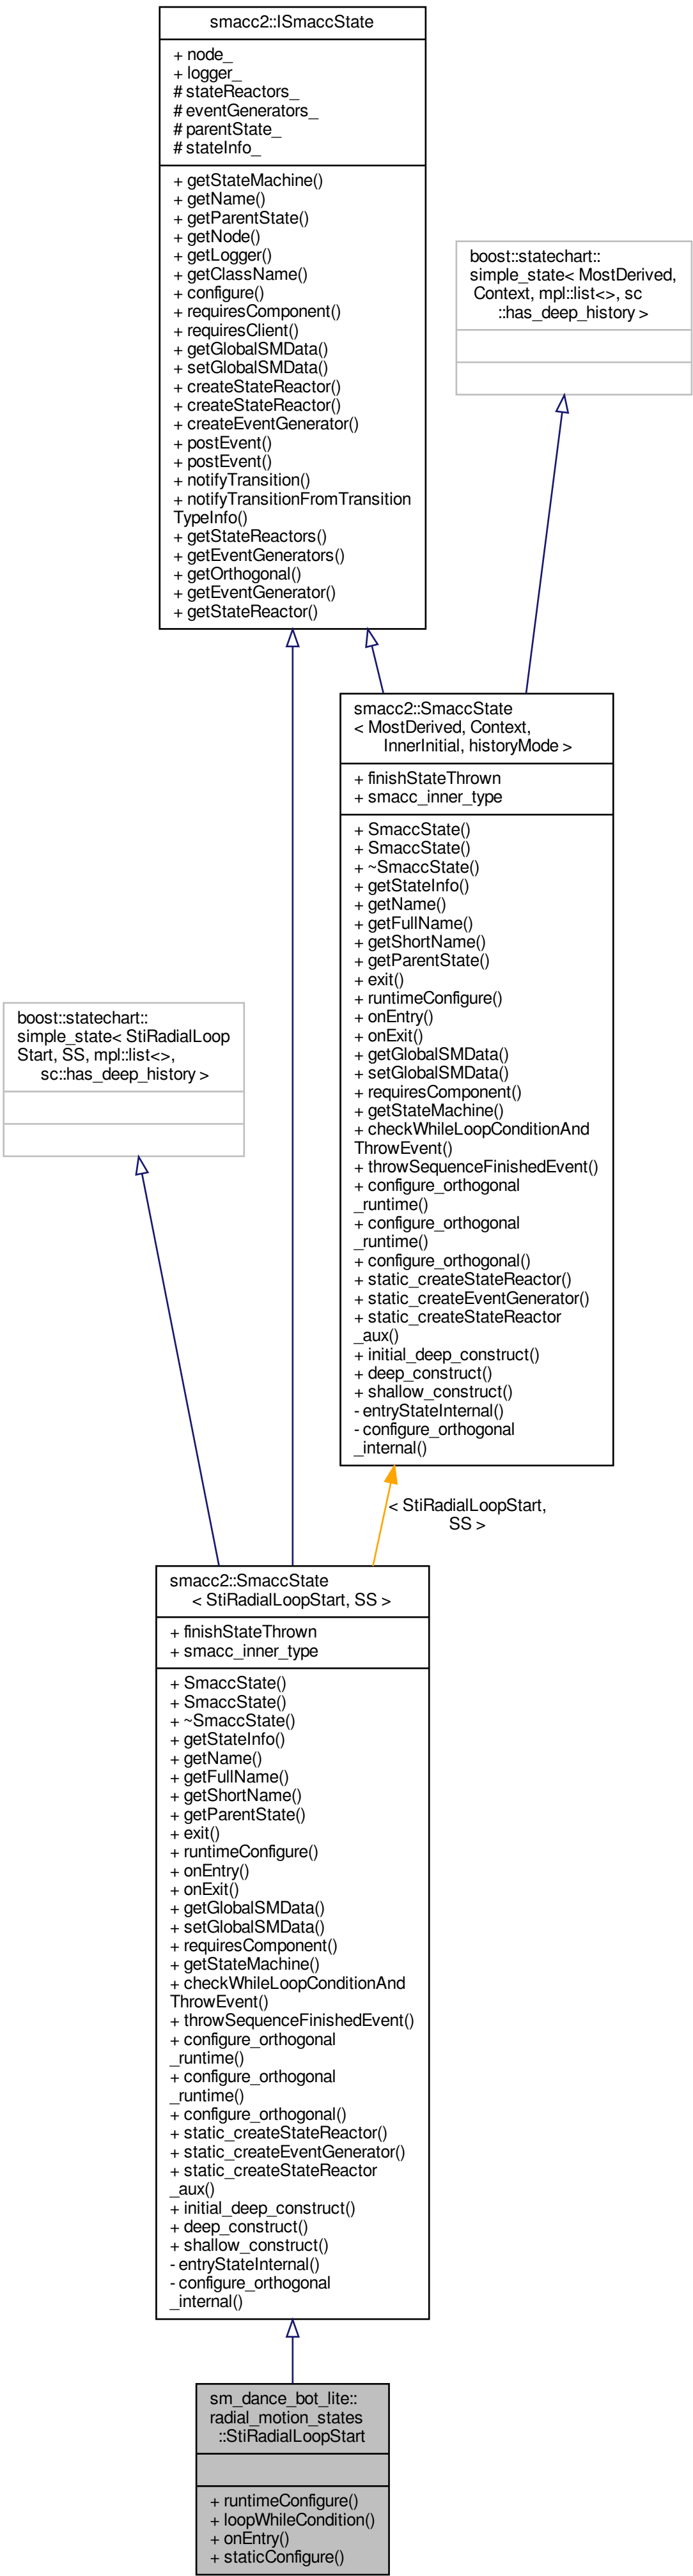 smacc2::ISmaccState
+ node_
+ logger_
# stateReactors_
# eventGenerators_
# parentState_
# stateInfo_
+ getStateMachine()
+ getName()
+ getParentState()
+ getNode()
+ getLogger()
+ getClassName()
+ configure()
+ requiresComponent()
+ requiresClient()
+ getGlobalSMData()
+ setGlobalSMData()
+ createStateReactor()
+ createStateReactor()
+ createEventGenerator()
+ postEvent()
+ postEvent()
+ notifyTransition()
+ notifyTransitionFromTransition
TypeInfo()
+ getStateReactors()
+ getEventGenerators()
+ getOrthogonal()
+ getEventGenerator()
+ getStateReactor()
boost::statechart::
simple_state< MostDerived,
Context, mpl::list<>, sc
::has_deep_history >
smacc2::SmaccState
< MostDerived, Context,
InnerInitial, historyMode >
+ finishStateThrown
+ smacc_inner_type
+ SmaccState()
+ SmaccState()
+ ~SmaccState()
+ getStateInfo()
+ getName()
+ getFullName()
+ getShortName()
+ getParentState()
+ exit()
+ runtimeConfigure()
+ onEntry()
+ onExit()
+ getGlobalSMData()
+ setGlobalSMData()
+ requiresComponent()
+ getStateMachine()
+ checkWhileLoopConditionAnd
ThrowEvent()
+ throwSequenceFinishedEvent()
+ configure_orthogonal
_runtime()
+ configure_orthogonal
_runtime()
+ configure_orthogonal()
+ static_createStateReactor()
+ static_createEventGenerator()
+ static_createStateReactor
_aux()
+ initial_deep_construct()
+ deep_construct()
+ shallow_construct()
- entryStateInternal()
- configure_orthogonal
_internal()
boost::statechart::
simple_state< StiRadialLoop
Start, SS, mpl::list<>,
sc::has_deep_history >
< StiRadialLoopStart,
SS >
smacc2::SmaccState
< StiRadialLoopStart, SS >
+ finishStateThrown
+ smacc_inner_type
+ SmaccState()
+ SmaccState()
+ ~SmaccState()
+ getStateInfo()
+ getName()
+ getFullName()
+ getShortName()
+ getParentState()
+ exit()
+ runtimeConfigure()
+ onEntry()
+ onExit()
+ getGlobalSMData()
+ setGlobalSMData()
+ requiresComponent()
+ getStateMachine()
+ checkWhileLoopConditionAnd
ThrowEvent()
+ throwSequenceFinishedEvent()
+ configure_orthogonal
_runtime()
+ configure_orthogonal
_runtime()
+ configure_orthogonal()
+ static_createStateReactor()
+ static_createEventGenerator()
+ static_createStateReactor
_aux()
+ initial_deep_construct()
+ deep_construct()
+ shallow_construct()
- entryStateInternal()
- configure_orthogonal
_internal()
sm_dance_bot_lite::
radial_motion_states
::StiRadialLoopStart
+ runtimeConfigure()
+ loopWhileCondition()
+ onEntry()
+ staticConfigure()